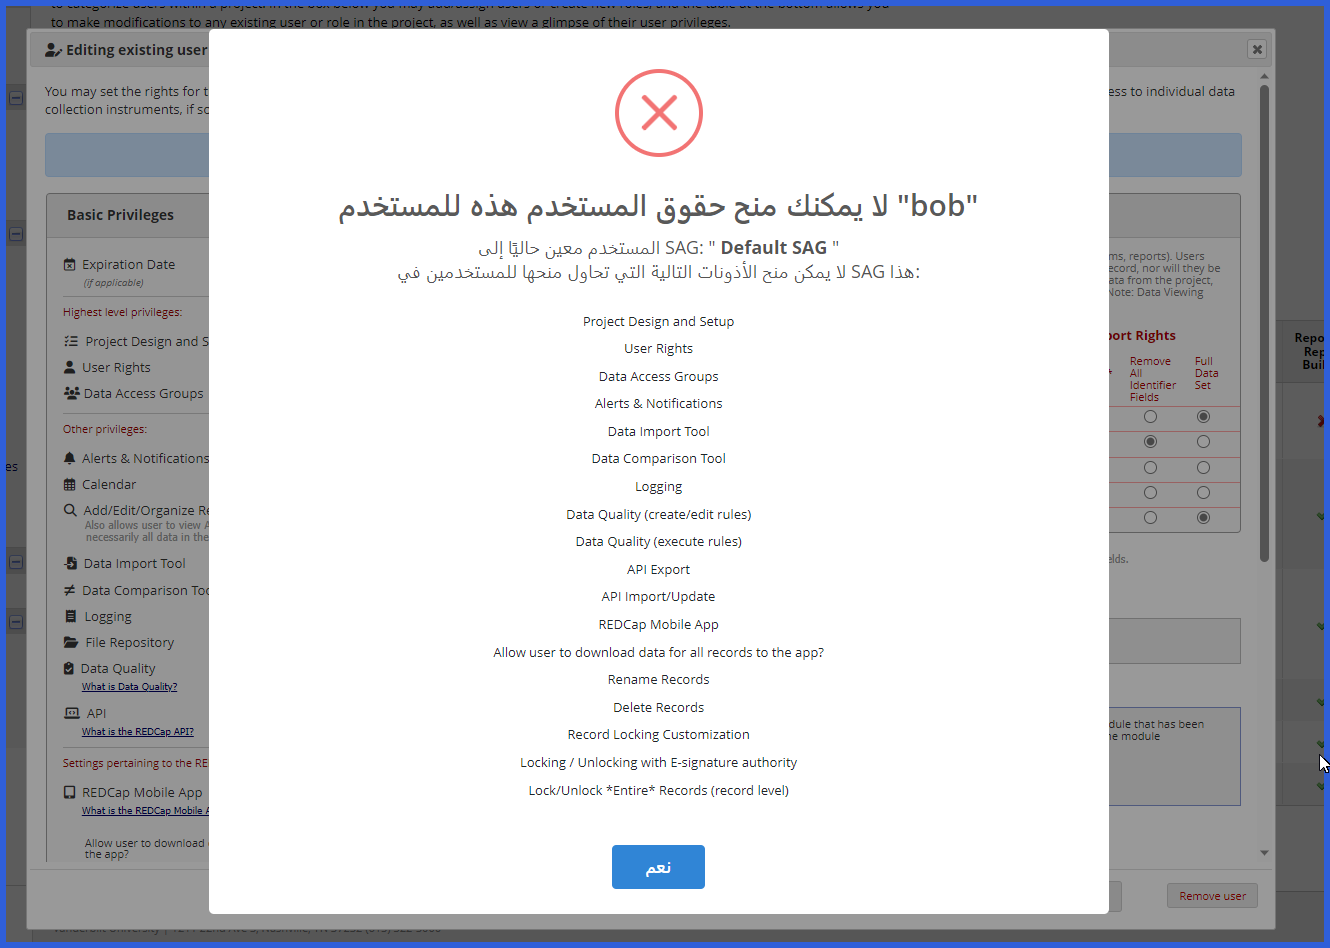 to make modifications to any existing user or role in the project, as well as view a glimpse of their user privileges.
Editing existing user
You may set the rights for t
ess to individual data
collection instruments, if so
لا يمكنك منح حقوق المستخدم هذه للمستخدم "bob"
المستخدم معين حاليًا إلى SAG: " Default SAG "
هذا SAG لا يمكن منح الأذونات التالية التي تحاول منحها للمستخدمين في:
Project Design and Setup
User Rights
Data Access Groups
Alerts & Notifications
Data Import Tool
Data Comparison Tool
Logging
Data Quality (create/edit rules)
Data Quality (execute rules)
API Export
API Import/Update
REDCap Mobile App
Allow user to download data for all records to the app?
Rename Records
Delete Records
Record Locking Customization
Locking / Unlocking with E-signature authority
Lock/Unlock *Entire* Records (record level)
نعم
Basic Privileges
Expiration Date
(if applicable)
Highest level privileges:
Project Design and S
User Rights
Data Access Groups
Other privileges:
Alerts & Notifications
Calendar
Add/Edit/Organize Re
Also allows user to view A
necessarily all data in the
Data Import Tool
Data Comparison Too
Logging
File Repository
Data Quality
What is Data Quality?
API
What is the REDCap API?
Settings pertaining to the RE
REDCap Mobile App
What is the REDCap Mobile A
Allow user to download
the app?
ms, reports). Users
ecord, nor will they be
ata from the project,
Note: Data Viewing
port Rights
Remove
All
Identifier
Fields
Full
Data
Set
elds.
dule that has been
he module
Remove user
Repo
Rep
Buil
es